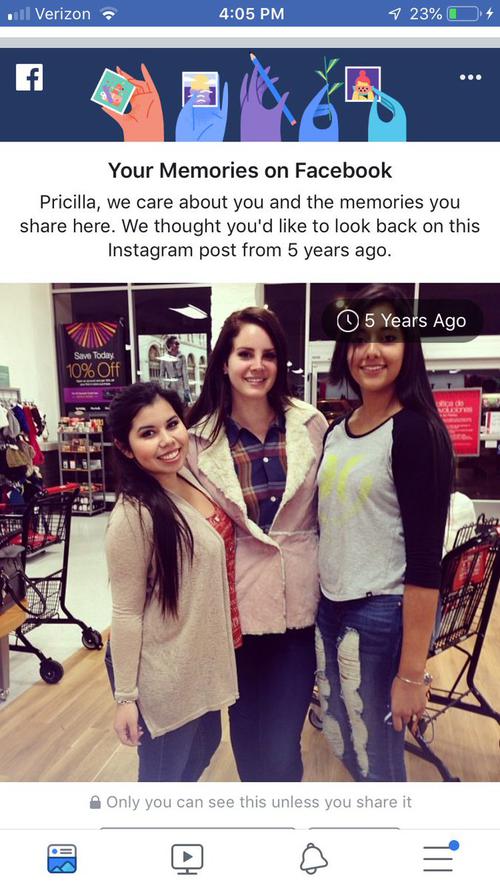 Verizon 4:05 PM 23%
Your Memories on Facebook
Pricilla, we care about you and the memories you
share here. We thought you'd like to look back on this
Instagram post from 5 years ago.
5 Years Ago
Save Today.
10% Off
oluciones
Only you can see this unless you share it